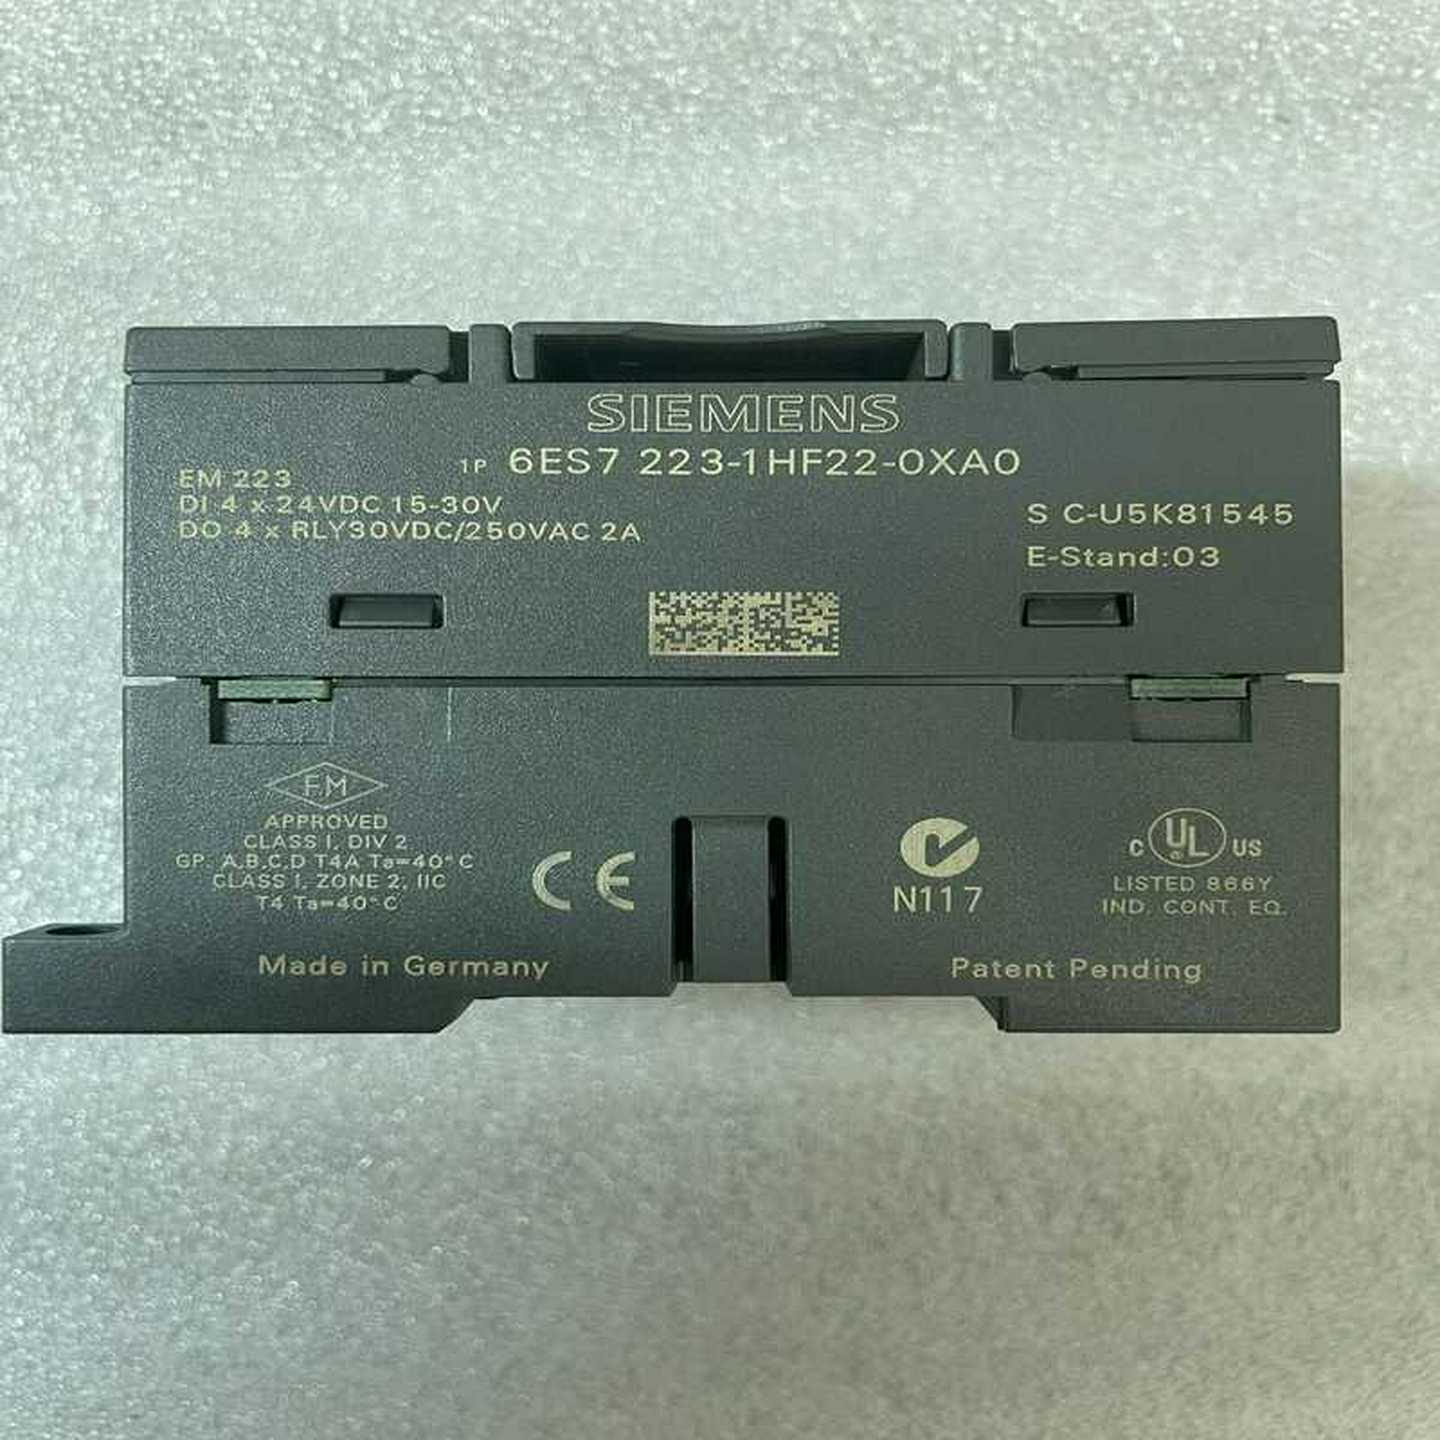 SIEMENS
1P 6ES7 223-1HF22-0XA0
EM 223
DI 4 x 24VDC 15-30V
DO 4 x RLY30VDC/250VAC 2A
S C-U5K81545
E-Stand:03
FM
APPROVED
CLASS I, DIV 2
GP. A,B,C,D T4A Ta=40°C
CLASS I, ZONE 2, IIC
T4 Ta=40°C
CE
N117
C UL US
®
LISTED 866Y
IND. CONT. EQ.
Made in Germany
Patent Pending